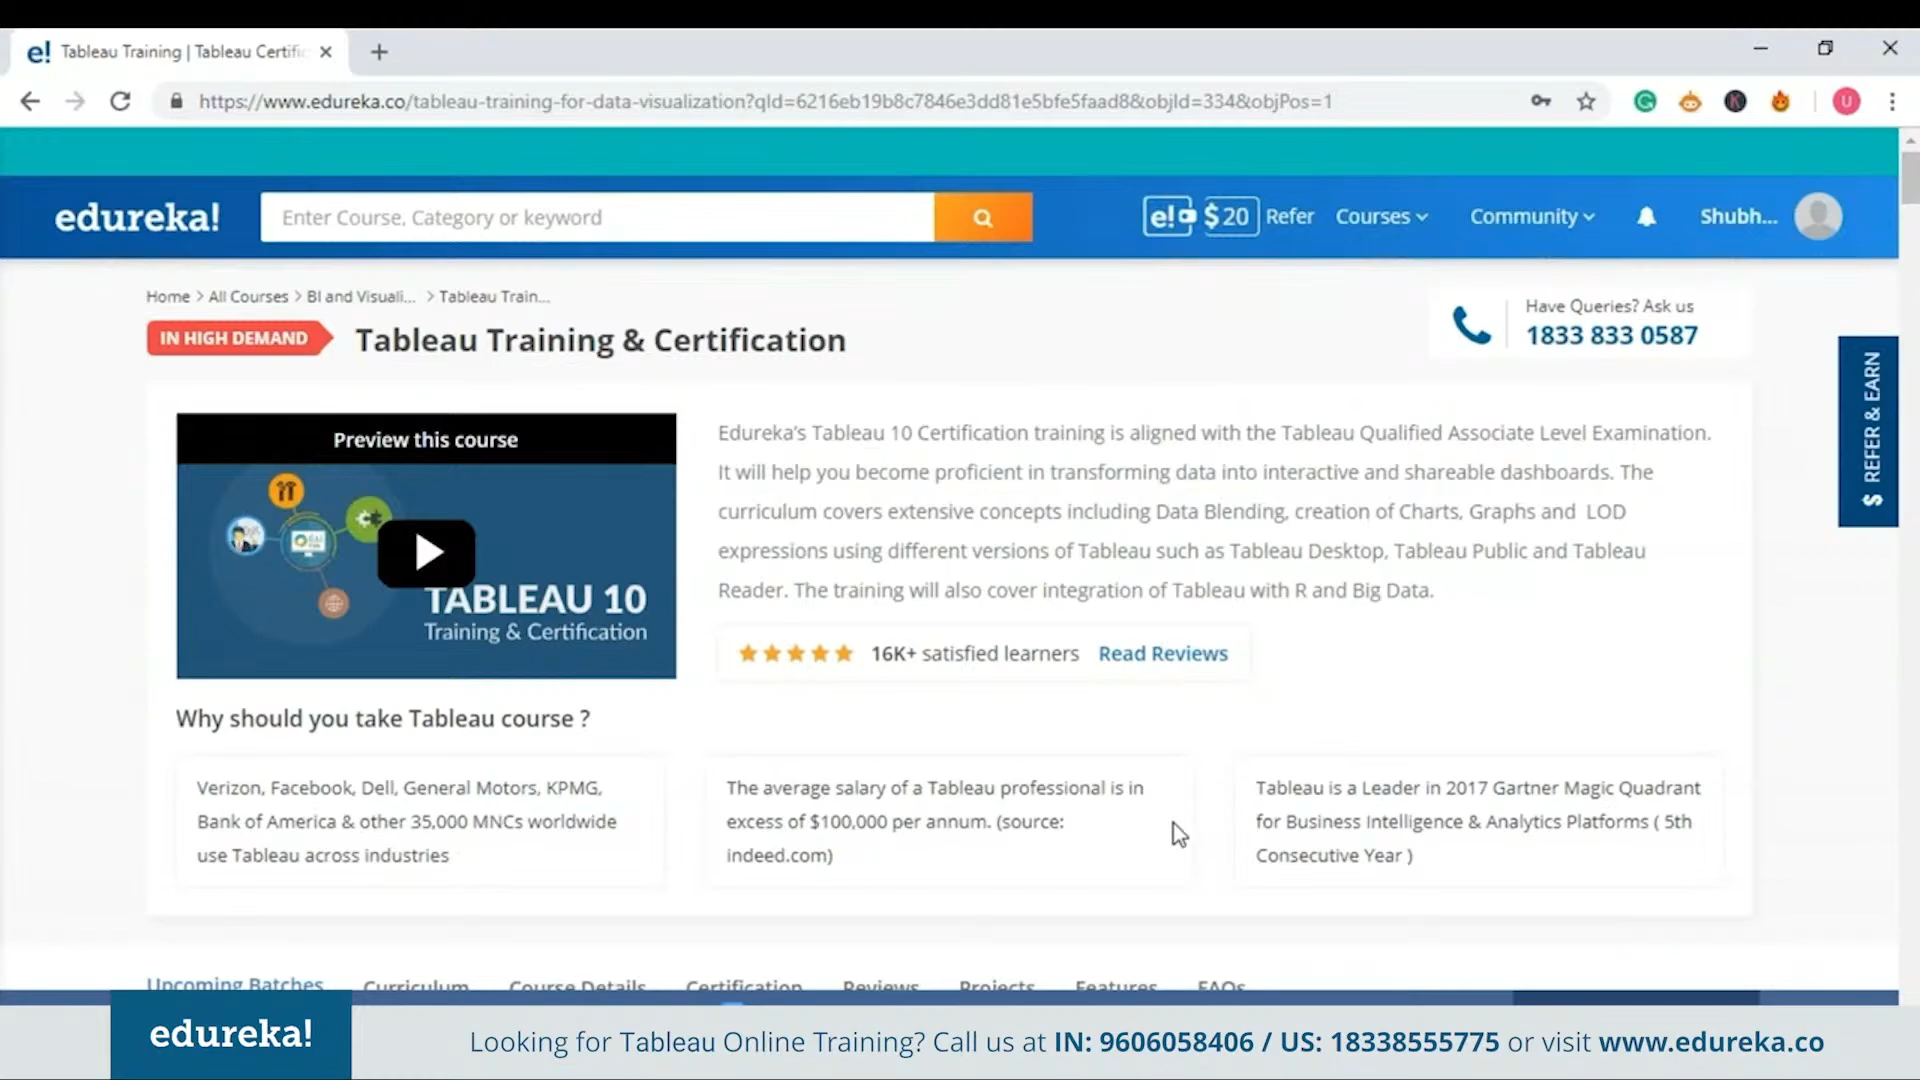 e! Tableau Training | Tableau Certific
https://www.edureka.co/tableau-training-for-data-visualization?qId=6216eb19b8c7846e3dd81e5bfe5faad8&objId=334&objPos=1
U
edureka!
Enter Course, Category or keyword
e! $20 Refer
Courses
Community
Shubh...
Home > All Courses > BI and Visuali... > Tableau Train...
IN HIGH DEMAND
Tableau Training & Certification
Have Queries? Ask us
1833 833 0587
$ REFER & EARN
Preview this course
TABLEAU 10
Training & Certification
Edureka's Tableau 10 Certification training is aligned with the Tableau Qualified Associate Level Examination.
It will help you become proficient in transforming data into interactive and shareable dashboards. The
curriculum covers extensive concepts including Data Blending, creation of Charts, Graphs and LOD
expressions using different versions of Tableau such as Tableau Desktop, Tableau Public and Tableau
Reader. The training will also cover integration of Tableau with R and Big Data.
16K+ satisfied learners Read Reviews
Why should you take Tableau course ?
Verizon, Facebook, Dell, General Motors, KPMG,
Bank of America & other 35,000 MNCs worldwide
use Tableau across industries
The average salary of a Tableau professional is in
excess of $100,000 per annum. (source:
indeed.com)
Tableau is a Leader in 2017 Gartner Magic Quadrant
for Business Intelligence & Analytics Platforms ( 5th
Consecutive Year )
Upcoming Batches Curriculum Course Details Certification Reviews Projects Features FAQs
edureka!
Looking for Tableau Online Training? Call us at IN: 9606058406 / US: 18338555775 or visit www.edureka.co